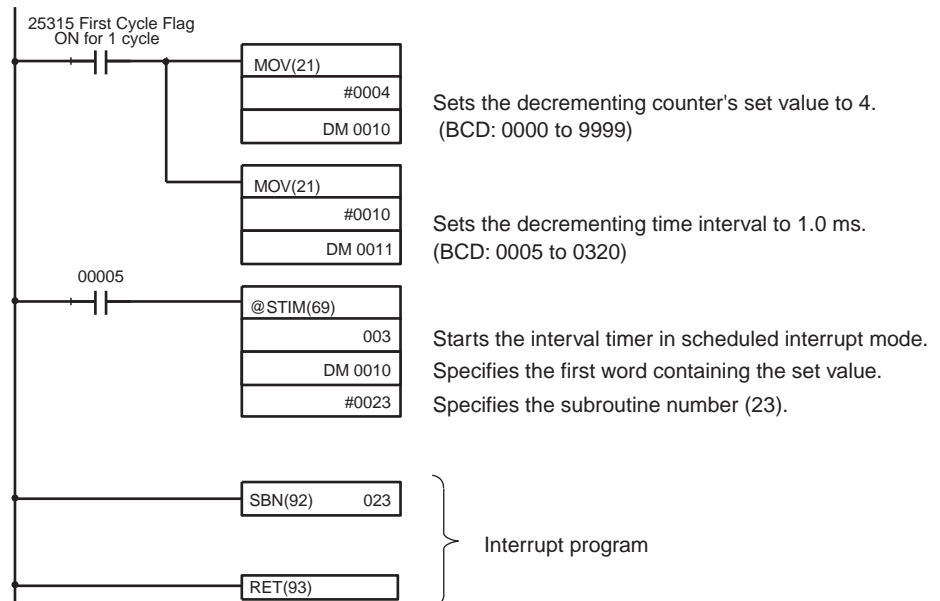 25315 First Cycle Flag
ON for 1 cycle
MOV(21)
#0004
DM 0010
Sets the decrementing counter's set value to 4.
(BCD: 0000 to 9999)
MOV(21)
#0010
DM 0011
Sets the decrementing time interval to 1.0 ms.
(BCD: 0005 to 0320)
00005
@STIM(69)
003
Starts the interval timer in scheduled interrupt mode.
DM 0010
Specifies the first word containing the set value.
#0023
Specifies the subroutine number (23).
SBN(92) 023
Interrupt program
RET(93)